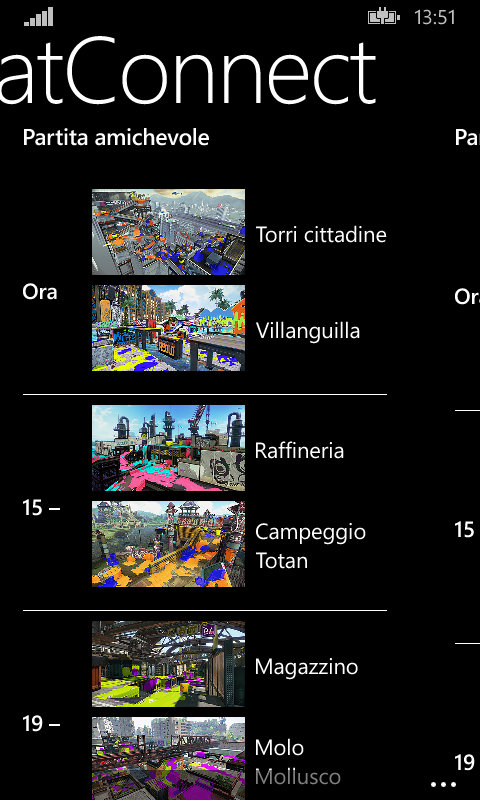 13:51
atConnect
Partita amichevole
Pa
Ora
Torri cittadine
Villanguilla
Ora
15 –
Raffineria
Campeggio
Totan
15
19 –
Magazzino
Molo
Mollusco
19